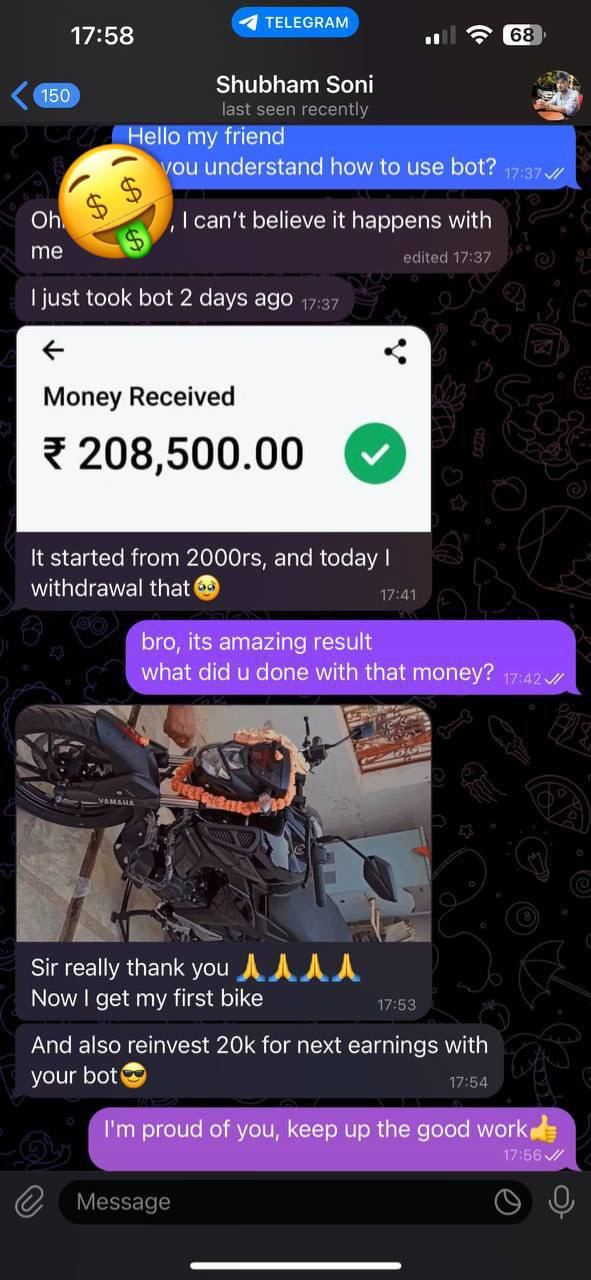 17:58
TELEGRAM
68
150
Shubham Soni
last seen recently
Hello my friend
you understand how to use bot? 17:37
Oh , I can’t believe it happens with
me edited 17:37
I just took bot 2 days ago 17:37
Money Received
₹ 208,500.00
It started from 2000rs, and today I
withdrawal that🥹 17:41
bro, its amazing result
what did u done with that money? 17:42
YAMAHA
Sir really thank you 🙏🙏🙏🙏
Now I get my first bike 17:53
And also reinvest 20k for next earnings with
your bot😎 17:54
I'm proud of you, keep up the good work👍
17:56
Message